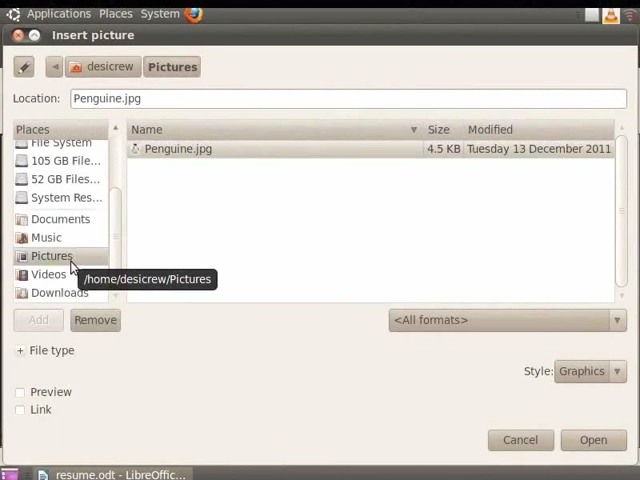 Applications Places System
Insert picture
desicrew Pictures
Location: Penguine.jpg
Places Name Size Modified
File System Penguine.jpg 4.5 KB Tuesday 13 December 2011
105 GB File...
52 GB Files...
System Res...
Documents
Music
Pictures
Videos /home/desicrew/Pictures
Downloads
Add Remove <All formats>
+ File type
Style: Graphics
Preview
Link
Cancel Open
resume.odt - LibreOffic...